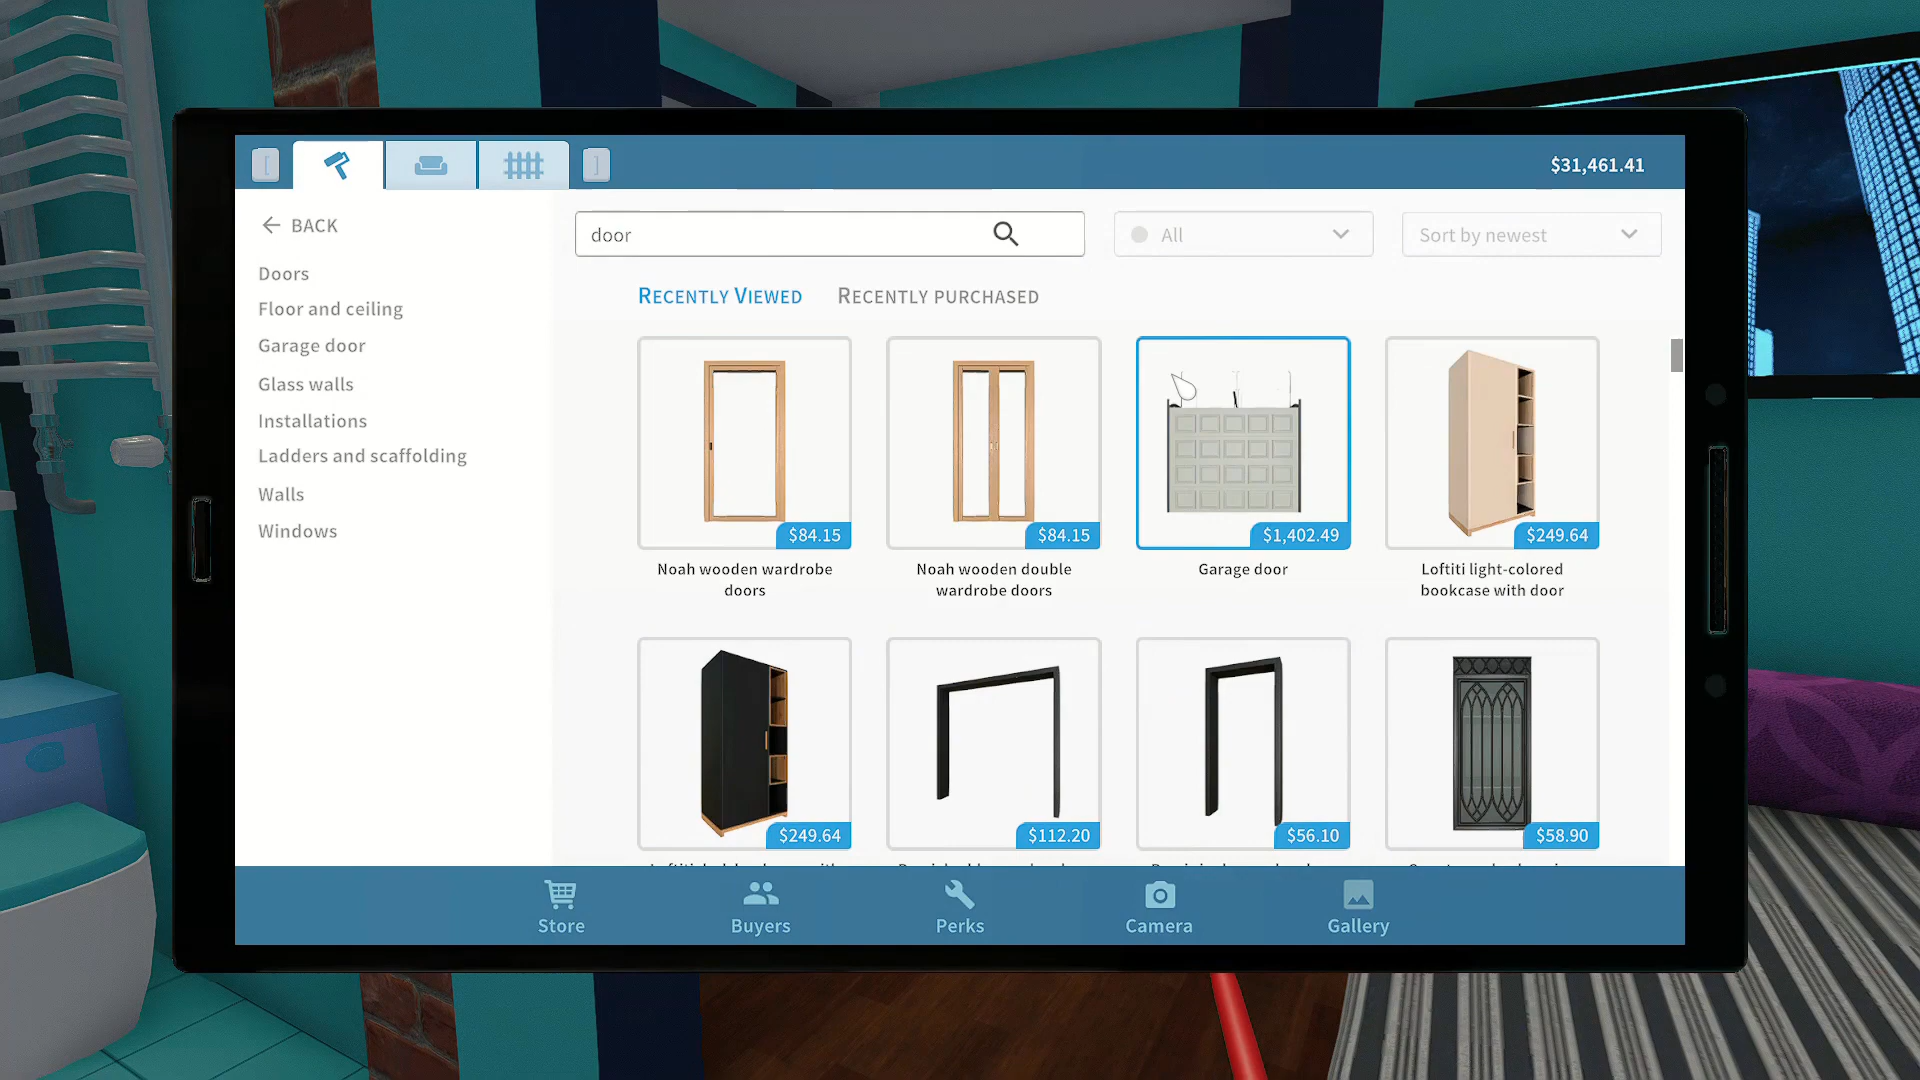 [
]
$31,461.41
BACK
door
All
Sort by newest
Doors
Floor and ceiling
Garage door
Glass walls
Installations
Ladders and scaffolding
Walls
Windows
RECENTLY VIEWED
RECENTLY PURCHASED
$84.15
$84.15
$1,402.49
$249.64
Noah wooden wardrobe
doors
Noah wooden double
wardrobe doors
Garage door
Loftiti light-colored
bookcase with door
$249.64
$112.20
$56.10
$58.90
Store
Buyers
Perks
Camera
Gallery